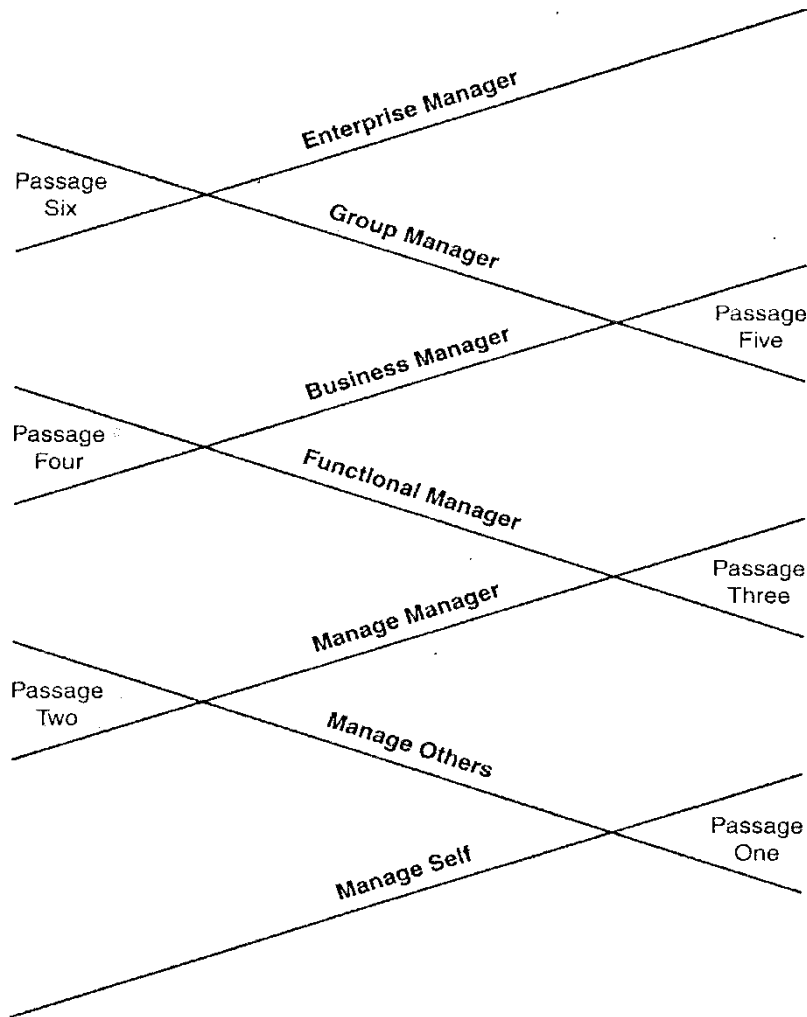 Enterprise Manager
Passage
Six
Group Manager
Passage
Five
Business Manager
Passage
Four
Functional Manager
Passage
Three
Manage Manager
Passage
Two
Manage Others
Passage
One
Manage Self